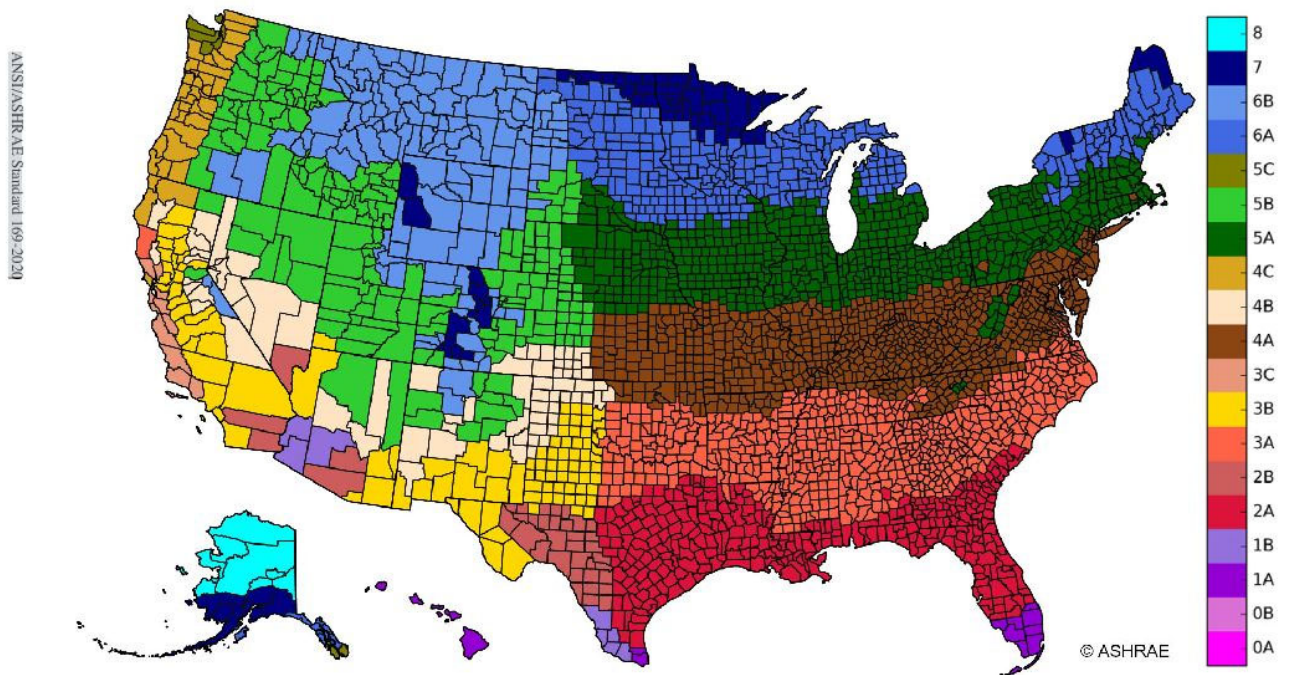 ANSI/ASHRAE Standard 169-2020
8
7
6B
6A
5C
5B
5A
4C
4B
4A
3C
3B
3A
2B
2A
1B
1A
0B
0A
© ASHRAE